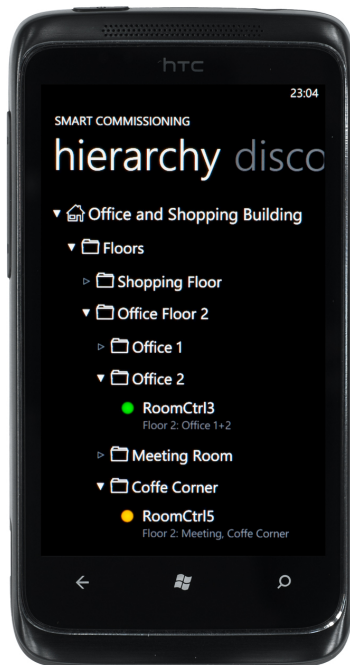 hTC
23:04
SMART COMMISSIONING
hierarchy disco
Office and Shopping Building
Floors
Shopping Floor
Office Floor 2
Office 1
Office 2
RoomCtrl3
Floor 2: Office 1+2
Meeting Room
Coffe Corner
RoomCtrl5
Floor 2: Meeting, Coffe Corner